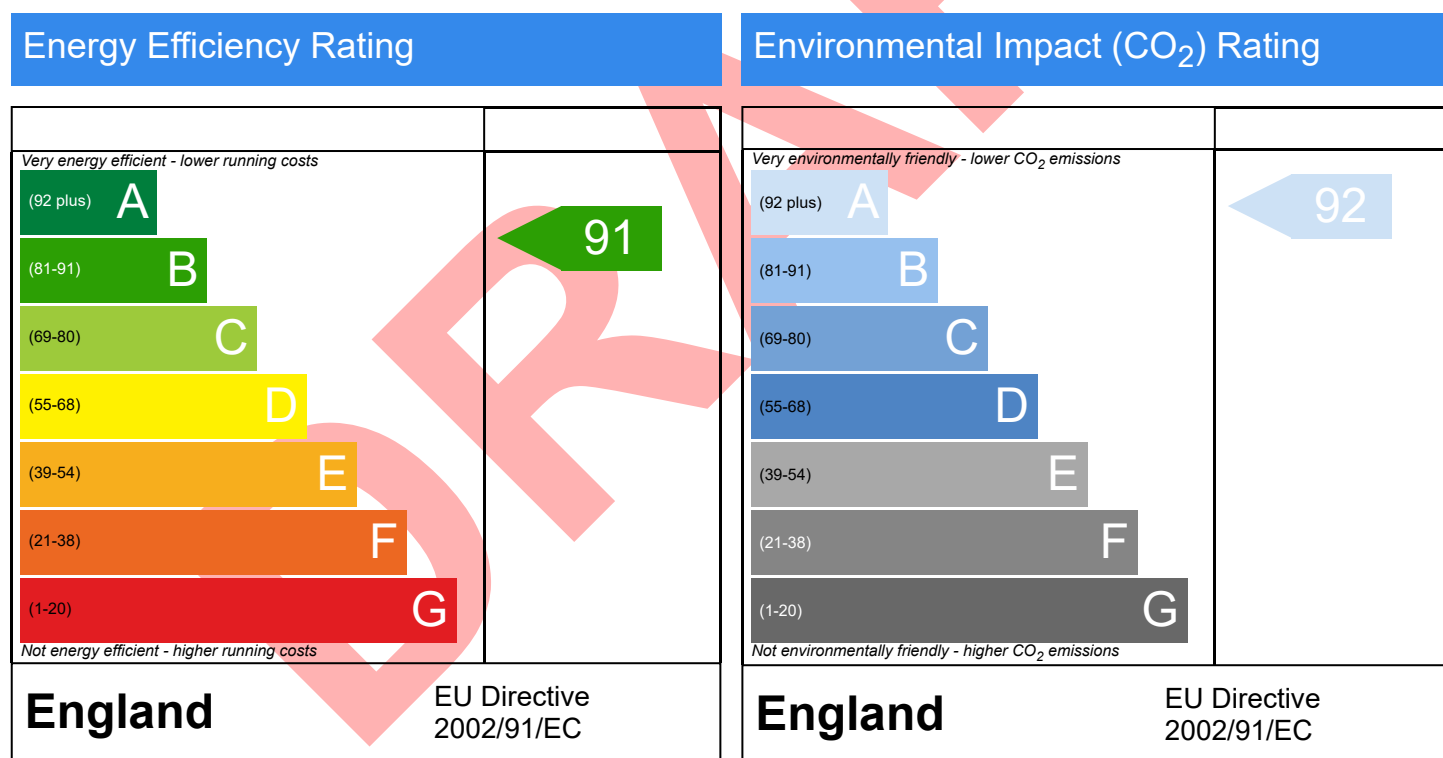 Energy Efficiency Rating
Very energy efficient - lower running costs
(92 plus) A
(81-91) B
(69-80) C
(55-68) D
(39-54) E
(21-38) F
(1-20) G
Not energy efficient - higher running costs
91
England
EU Directive
2002/91/EC
Environmental Impact (CO2) Rating
Very environmentally friendly - lower CO2 emissions
(92 plus) A
(81-91) B
(69-80) C
(55-68) D
(39-54) E
(21-38) F
(1-20) G
Not environmentally friendly - higher CO2 emissions
92
England
EU Directive
2002/91/EC